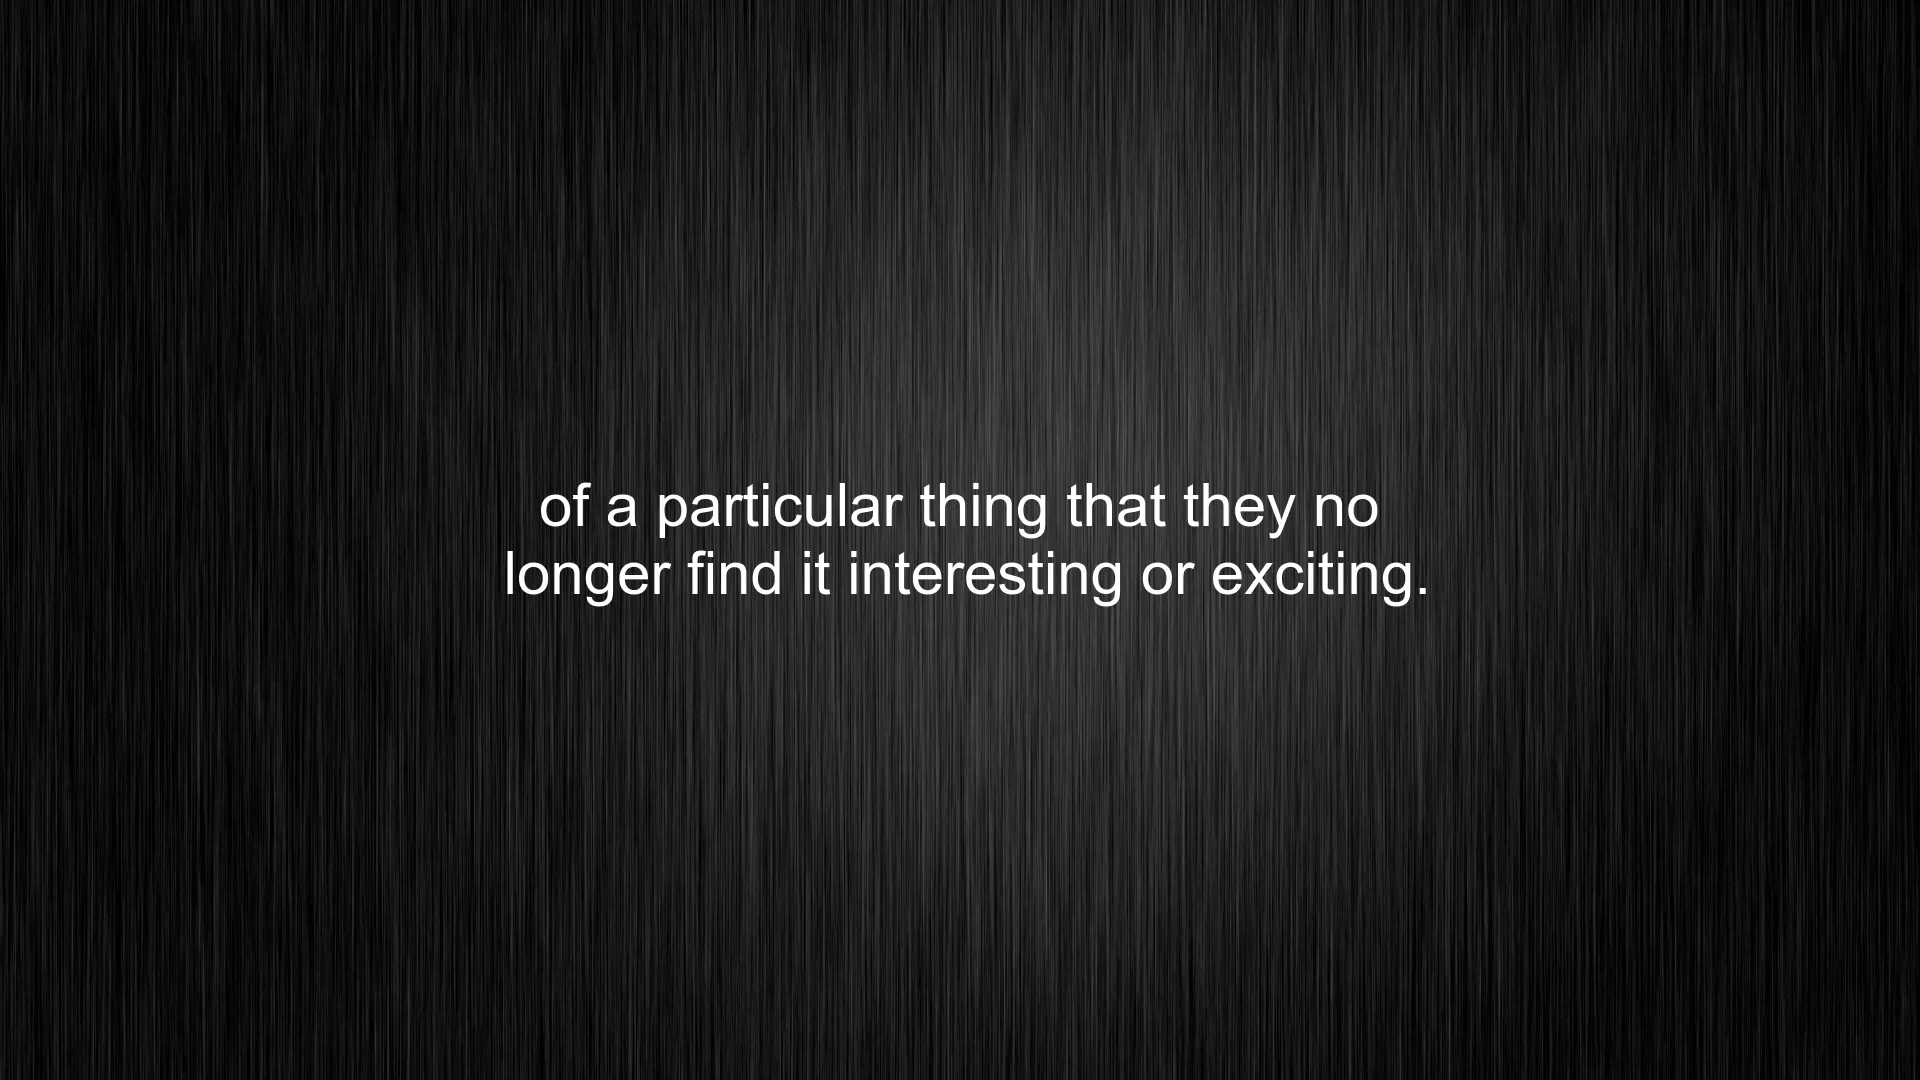 of a particular thing that they no
longer find it interesting or exciting.